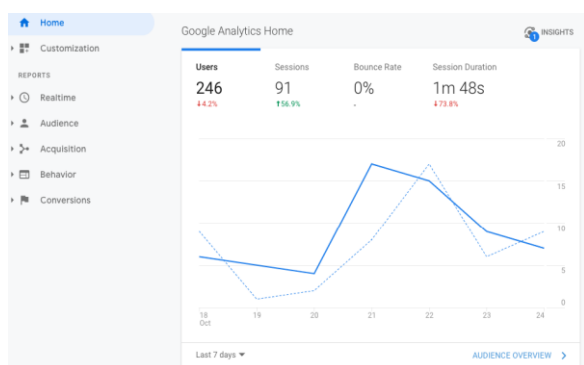 Home
Customization
REPORTS
Realtime
Audience
Acquisition
Behavior
Conversions
Google Analytics Home
1 INSIGHTS
Users Sessions Bounce Rate Session Duration
246 91 0% 1m 48s
↓4.2% ↑56.9% - ↓73.8%
20
15
10
5
0
18 19 20 21 22 23 24
Oct
Last 7 days AUDIENCE OVERVIEW